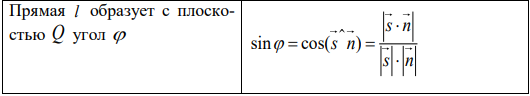 Прямая l образует с плоско-
стью Q угол φ
sin φ = cos(s⃗ ^ n⃗) = |s⃗ · n⃗| / |s⃗| · |n⃗|